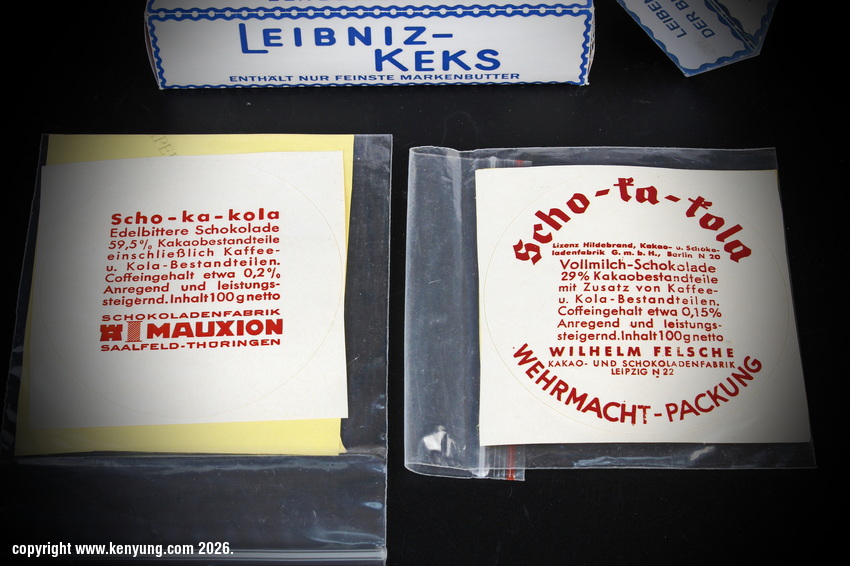 LEIBNIZ-
KEKS
ENTHÄLT NUR FEINSTE MARKENBUTTER
LEIBE
DER B
Scho-ka-kola
Edelbittere Schokolade
59,5% Kakaobestandteile
einschließlich Kaffee-
u. Kola-Bestandteilen.
Coffeingehalt etwa 0,2%
Anregend und leistungs-
steigernd. Inhalt 100 g netto
SCHOKOLADENFABRIK
MAUXION
SAALFELD-THÜRINGEN
Scho-ka-kola
Lizenz Hildebrand, Kakao- u. Schoko-
ladenfabrik G. m. b. H., Berlin N 20
Vollmilch-Schokolade
29% Kakaobestandteile
mit Zusatz von Kaffee-
u. Kola-Bestandteilen.
Coffeingehalt etwa 0,15%
Anregend und leistungs-
steigernd. Inhalt 100 g netto
WILHELM FELSCHE
KAKAO- UND SCHOKOLADENFABRIK
LEIPZIG N 22
WEHRMACHT-PACKUNG
copyright www.kenyung.com 2026.